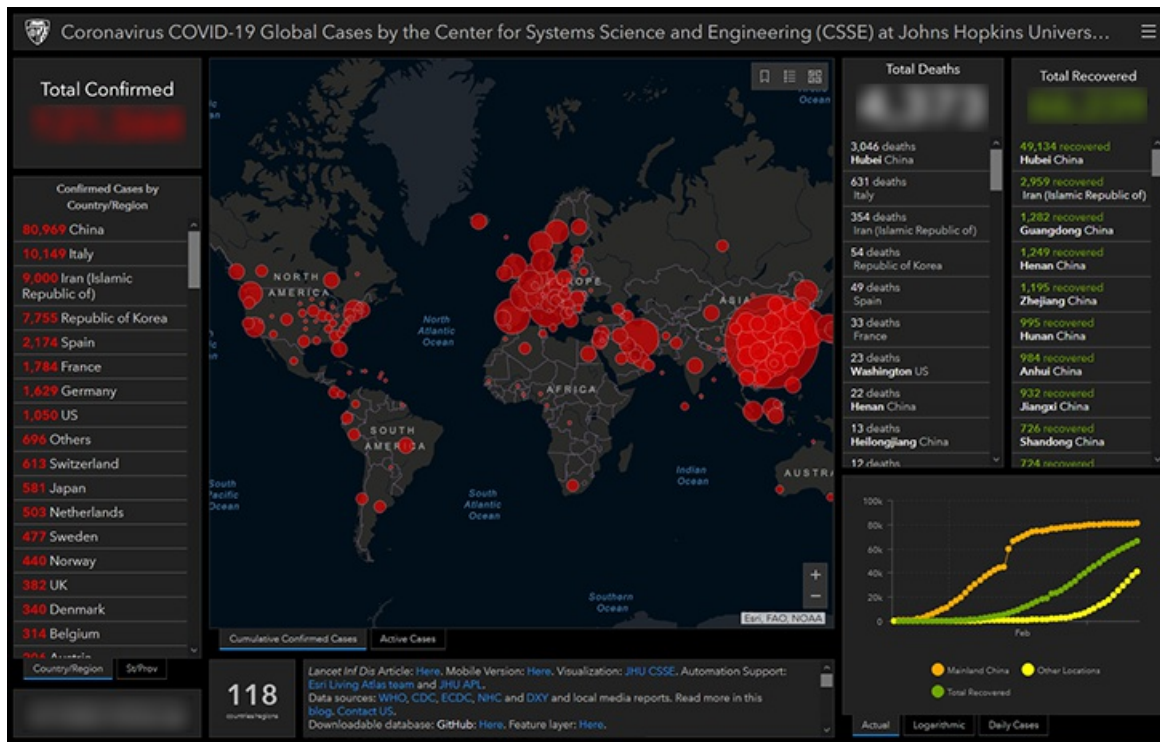 Coronavirus COVID-19 Global Cases by the Center for Systems Science and Engineering (CSSE) at Johns Hopkins Univers...
Total Confirmed
Confirmed Cases by
Country/Region
80,969 China
10,149 Italy
9,000 Iran (Islamic
Republic of)
7,755 Republic of Korea
2,174 Spain
1,784 France
1,629 Germany
1,050 US
696 Others
613 Switzerland
581 Japan
503 Netherlands
477 Sweden
440 Norway
382 UK
340 Denmark
314 Belgium
Austria
Country/Region
St/Prov
Ocean
NORTH
AMERICA
North
Atlantic
Ocean
ASIA
AFRICA
SOUTH
AMERICA
South
Pacific
Ocean
South
Atlantic
Ocean
Indian
Ocean
AUSTRA
Southern
Ocean
+
−
Esri, FAO, NOAA
Cumulative Confirmed Cases
Active Cases
118
countries/regions
Lancet Inf Dis Article: Here. Mobile Version: Here. Visualization: JHU CSSE. Automation Support:
Esri Living Atlas team and JHU APL.
Data sources: WHO, CDC, ECDC, NHC and DXY and local media reports. Read more in this
blog. Contact US.
Downloadable database: GitHub: Here. Feature layer: Here.
Total Deaths
3,046 deaths
Hubei China
631 deaths
Italy
354 deaths
Iran (Islamic Republic of)
54 deaths
Republic of Korea
49 deaths
Spain
33 deaths
France
23 deaths
Washington US
22 deaths
Henan China
13 deaths
Heilongjiang China
12 deaths
Total Recovered
49,134 recovered
Hubei China
2,959 recovered
Iran (Islamic Republic of)
1,282 recovered
Guangdong China
1,249 recovered
Henan China
1,195 recovered
Zhejiang China
995 recovered
Hunan China
984 recovered
Anhui China
932 recovered
Jiangxi China
726 recovered
Shandong China
724 recovered
100k
80k
60k
40k
20k
0
Feb
Mainland China
Other Locations
Total Recovered
Actual
Logarithmic
Daily Cases